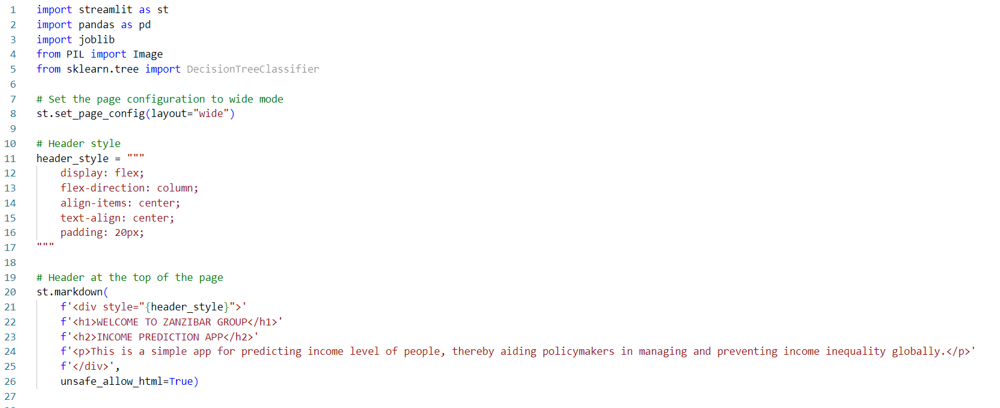 1 import streamlit as st
2 import pandas as pd
3 import joblib
4 from PIL import Image
5 from sklearn.tree import DecisionTreeClassifier
6
7 # Set the page configuration to wide mode
8 st.set_page_config(layout="wide")
9
10 # Header style
11 header_style = """
12     display: flex;
13     flex-direction: column;
14     align-items: center;
15     text-align: center;
16     padding: 20px;
17 """
18
19 # Header at the top of the page
20 st.markdown(
21     f'<div style="{header_style}">'
22     f'<h1>WELCOME TO ZANZIBAR GROUP</h1>'
23     f'<h2>INCOME PREDICTION APP</h2>'
24     f'<p>This is a simple app for predicting income level of people, thereby aiding policymakers in managing and preventing income inequality globally.</p>'
25     f'</div>',
26     unsafe_allow_html=True)
27